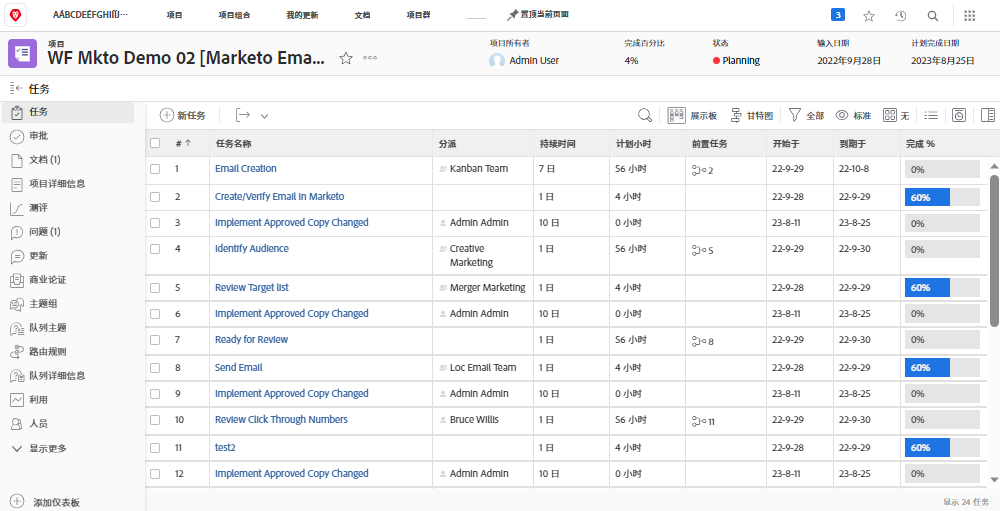 项目 项目组合 我的更新 文档 项目群 置顶当前页面 3
项目
WF Mkto Demo 02 [Marketo Ema...
项目所有者 完成百分比 状态 输入日期 计划完成日期
Admin User 4% Planning 2022年9月28日 2023年8月25日
任务
任务
审批
文档 (1)
项目详细信息
测评
问题 (1)
更新
商业论证
主题组
队列主题
路由规则
队列详细信息
利用
人员
显示更多
添加仪表板
新任务 展示板 甘特图 全部 标准 无
# 任务名称 分派 持续时间 计划小时 前置任务 开始于 到期于 完成 %
1 Email Creation Kanban Team 7 日 56 小时 2 22-9-29 22-10-8 0%
2 Create/Verify Email In Marketo 1 日 4 小时 22-9-28 22-9-29 60%
3 Implement Approved Copy Changed Admin Admin 10 日 0 小时 23-8-11 23-8-25 0%
4 Identify Audience Creative Marketing 1 日 56 小时 5 22-9-29 22-9-30 0%
5 Review Target list Merger Marketing 1 日 4 小时 22-9-28 22-9-29 60%
6 Implement Approved Copy Changed Admin Admin 10 日 0 小时 23-8-11 23-8-25 0%
7 Ready for Review 1 日 56 小时 8 22-9-29 22-9-30 0%
8 Send Email Loc Email Team 1 日 4 小时 22-9-28 22-9-29 60%
9 Implement Approved Copy Changed Admin Admin 10 日 0 小时 23-8-11 23-8-25 0%
10 Review Click Through Numbers Bruce Willis 1 日 56 小时 11 22-9-29 22-9-30 0%
11 test2 1 日 4 小时 22-9-28 22-9-29 60%
12 Implement Approved Copy Changed Admin Admin 10 日 0 小时 23-8-11 23-8-25 0%
显示 24 任务